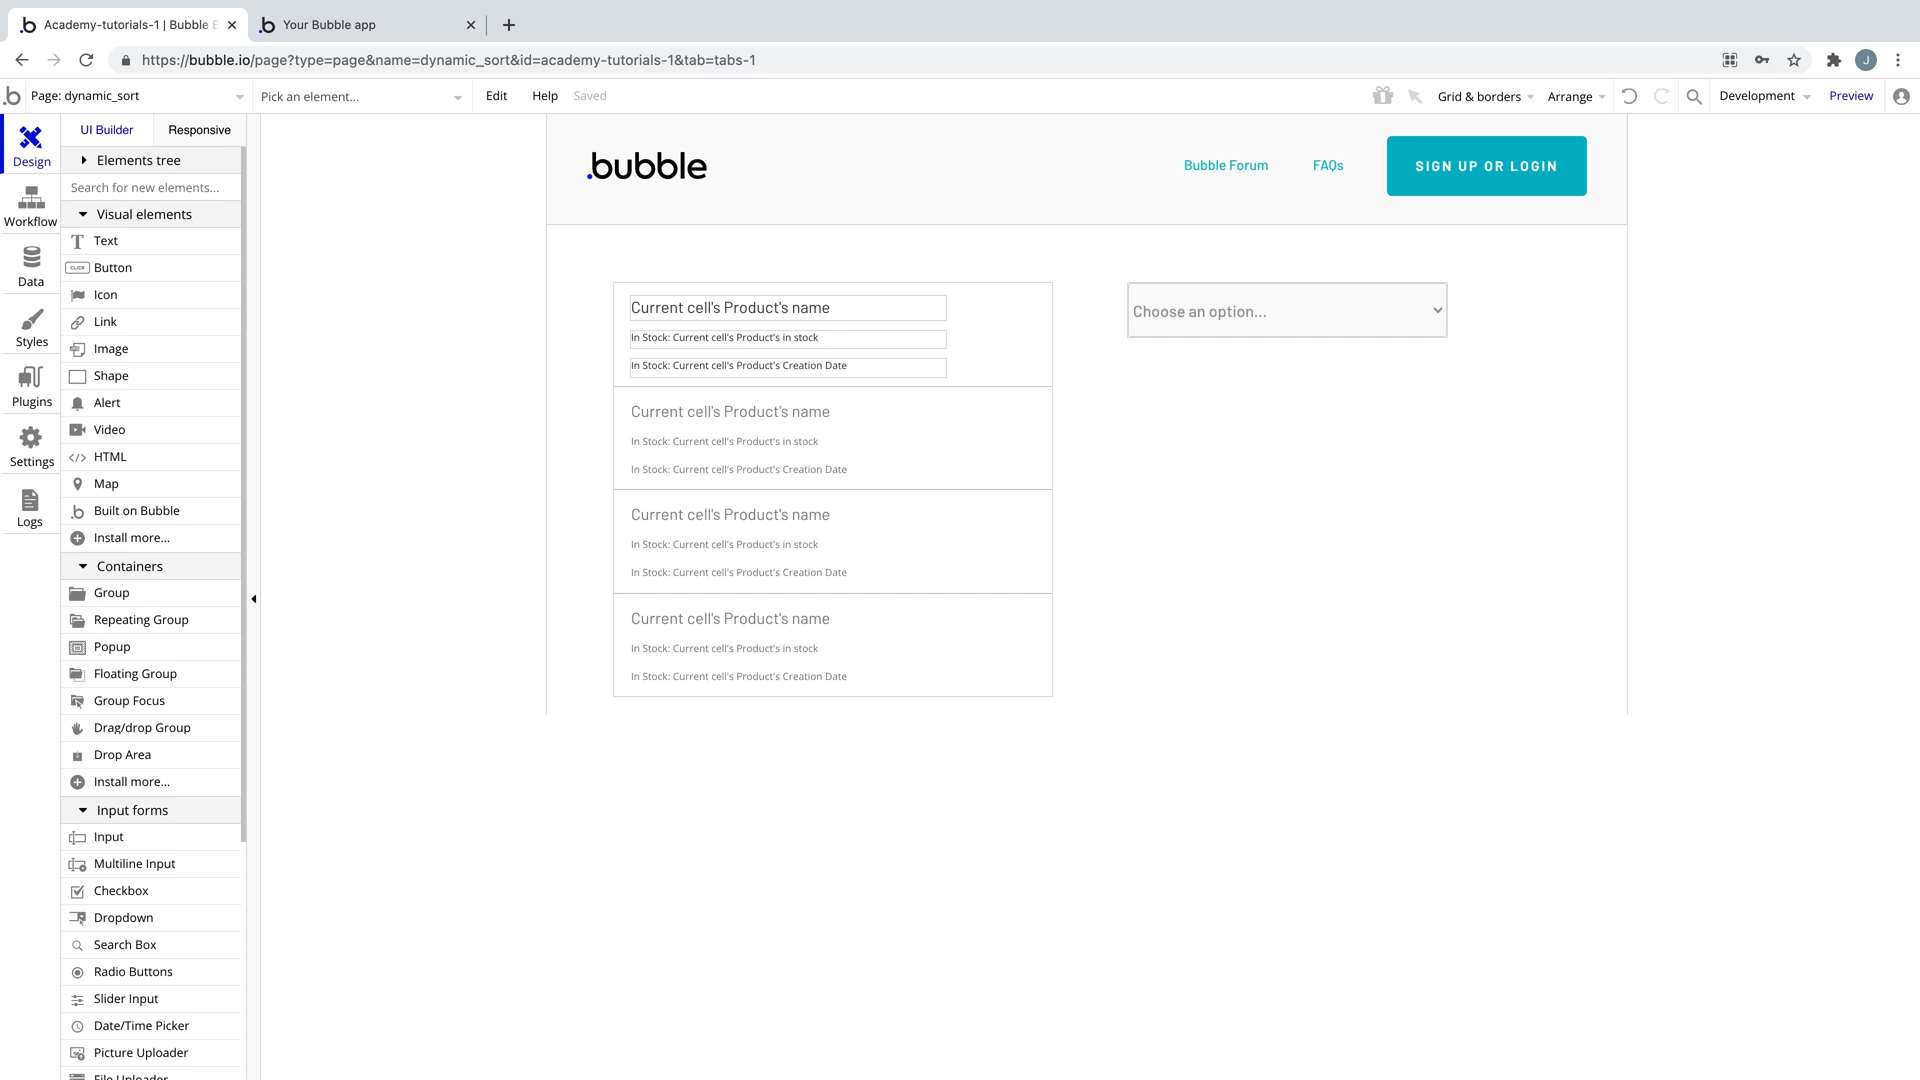 Academy-tutorials-1 | Bubble E
Your Bubble app
https://bubble.io/page?type=page&name=dynamic_sort&id=academy-tutorials-1&tab=tabs-1
J
Page: dynamic_sort
Pick an element...
Edit
Help
Saved
Grid & borders
Arrange
Development
Preview
Design
Workflow
Data
Styles
Plugins
Settings
Logs
UI Builder
Responsive
Elements tree
Search for new elements...
Visual elements
Text
CLICK
Button
Icon
Link
Image
Shape
Alert
Video
HTML
Map
Built on Bubble
Install more...
Containers
Group
Repeating Group
Popup
Floating Group
Group Focus
Drag/drop Group
Drop Area
Install more...
Input forms
Input
Multiline Input
Checkbox
Dropdown
Search Box
Radio Buttons
Slider Input
Date/Time Picker
Picture Uploader
File Uploader
.bubble
Bubble Forum
FAQs
SIGN UP OR LOGIN
Current cell's Product's name
In Stock: Current cell's Product's in stock
In Stock: Current cell's Product's Creation Date
Current cell's Product's name
In Stock: Current cell's Product's in stock
In Stock: Current cell's Product's Creation Date
Current cell's Product's name
In Stock: Current cell's Product's in stock
In Stock: Current cell's Product's Creation Date
Current cell's Product's name
In Stock: Current cell's Product's in stock
In Stock: Current cell's Product's Creation Date
Choose an option...